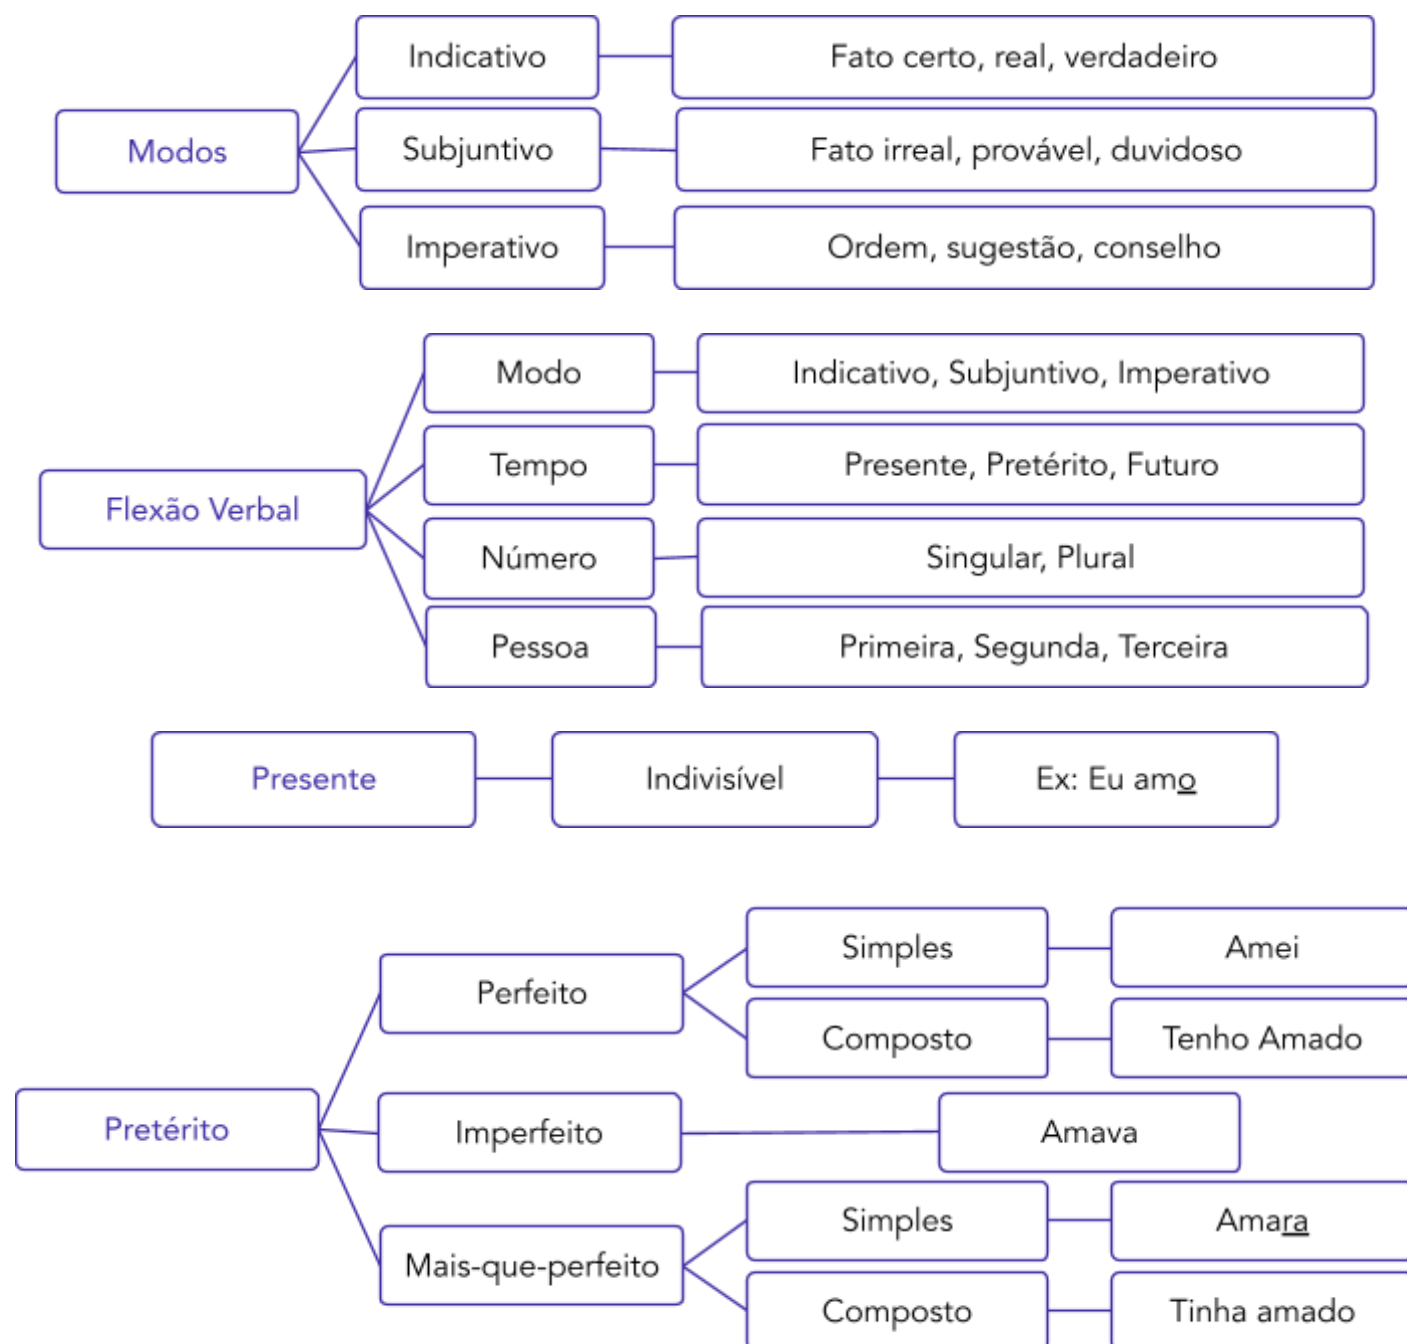 Modos
Indicativo
Fato certo, real, verdadeiro
Subjuntivo
Fato irreal, provável, duvidoso
Imperativo
Ordem, sugestão, conselho
Flexão Verbal
Modo
Indicativo, Subjuntivo, Imperativo
Tempo
Presente, Pretérito, Futuro
Número
Singular, Plural
Pessoa
Primeira, Segunda, Terceira
Presente
Indivisível
Ex: Eu amo
Pretérito
Perfeito
Simples
Amei
Composto
Tenho Amado
Imperfeito
Amava
Mais-que-perfeito
Simples
Amara
Composto
Tinha amado